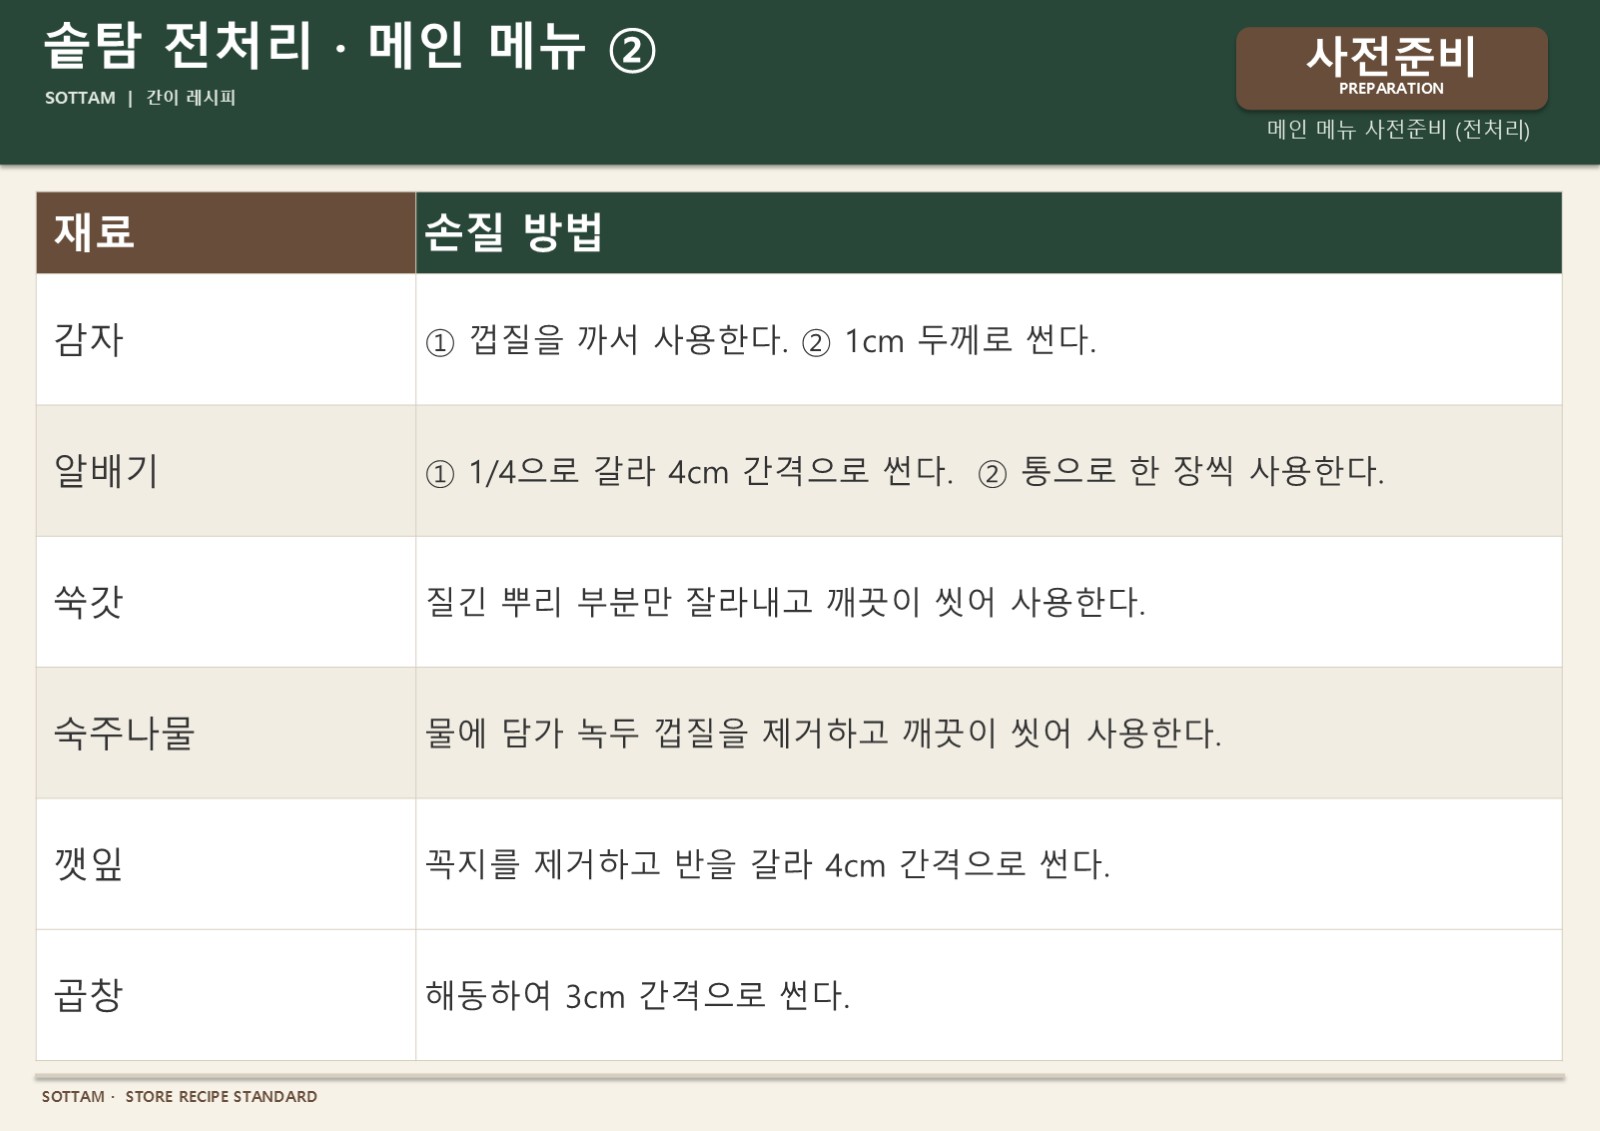 솥탐 전처리 · 메인 메뉴 ②
SOTTAM | 간이 레시피
사전준비
PREPARATION
메인 메뉴 사전준비 (전처리)
재료 손질 방법
감자 ① 껍질을 까서 사용한다. ② 1cm 두께로 썬다.
알배기 ① 1/4으로 갈라 4cm 간격으로 썬다. ② 통으로 한 장씩 사용한다.
쑥갓 질긴 뿌리 부분만 잘라내고 깨끗이 씻어 사용한다.
숙주나물 물에 담가 녹두 껍질을 제거하고 깨끗이 씻어 사용한다.
깻잎 꼭지를 제거하고 반을 갈라 4cm 간격으로 썬다.
곱창 해동하여 3cm 간격으로 썬다.
SOTTAM · STORE RECIPE STANDARD